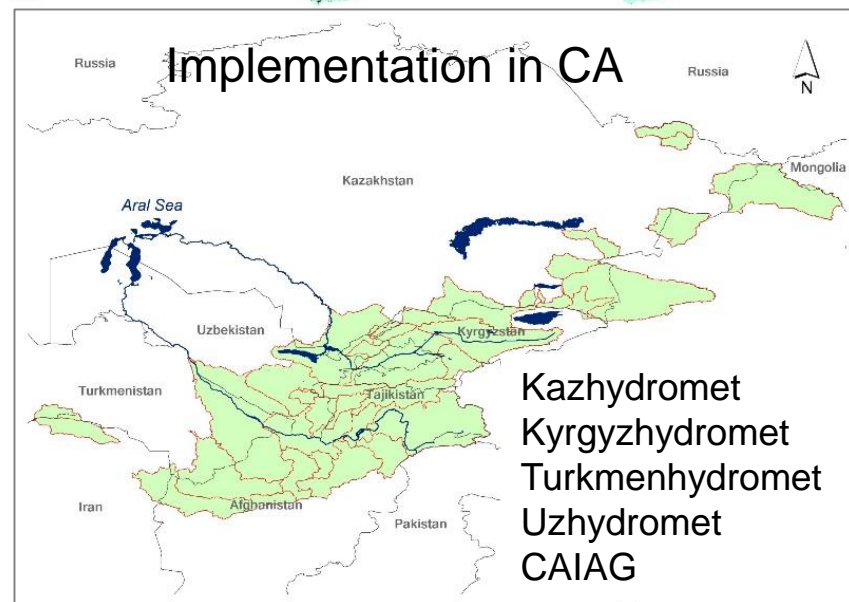 Implementation in CA
Russia
Russia
N
Mongolia
Kazakhstan
Aral Sea
Uzbekistan
Kyrgyzstan
Turkmenistan
Tajikistan
Iran
Afghanistan
Pakistan
Kazhydromet
Kyrgyzhydromet
Turkmenhydromet
Uzhydromet
CAIAG